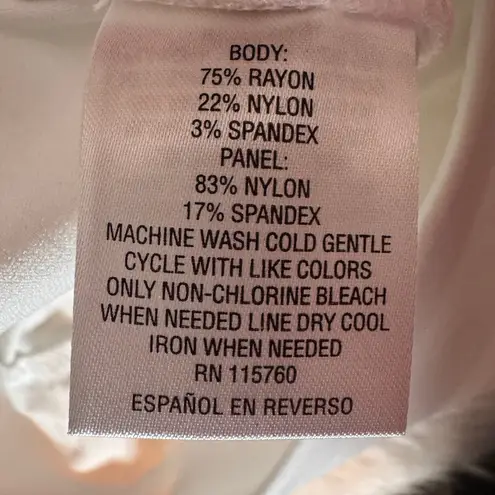 BODY:
75% RAYON
22% NYLON
3% SPANDEX
PANEL:
83% NYLON
17% SPANDEX
MACHINE WASH COLD GENTLE
CYCLE WITH LIKE COLORS
ONLY NON-CHLORINE BLEACH
WHEN NEEDED LINE DRY COOL
IRON WHEN NEEDED
RN 115760
ESPAÑOL EN REVERSO